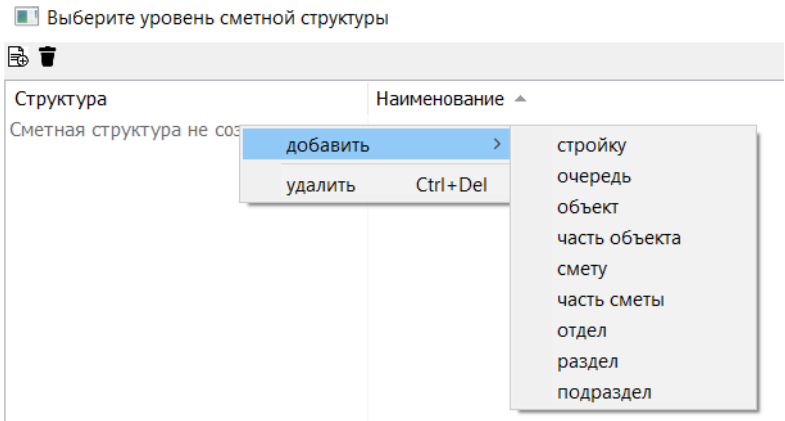 Выберите уровень сметной структуры
Структура Наименование
Сметная структура не соз
добавить
удалить Ctrl+Del
стройку
очередь
объект
часть объекта
смету
часть сметы
отдел
раздел
подраздел